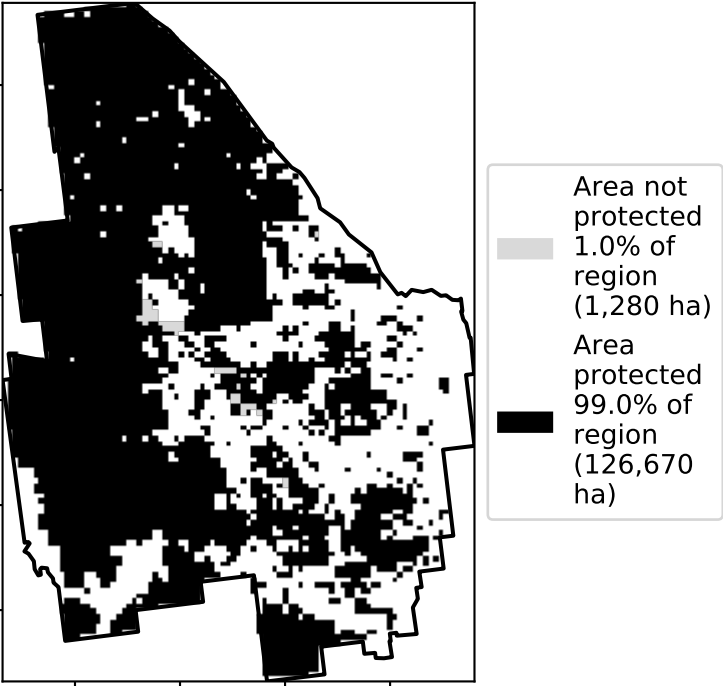 Area not
protected
1.0% of
region
(1,280 ha)
Area
protected
99.0% of
region
(126,670
ha)